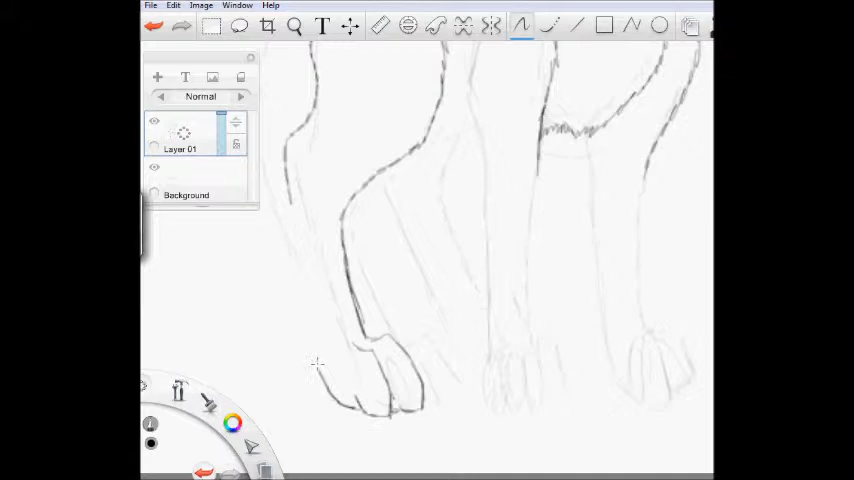 File Edit Image Window Help
T
T
Normal
Layer 01
Background